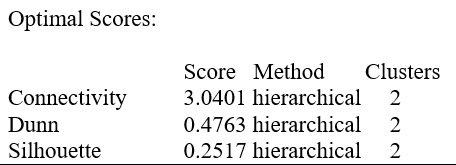 Optimal Scores:
Score Method Clusters
Connectivity 3.0401 hierarchical 2
Dunn 0.4763 hierarchical 2
Silhouette 0.2517 hierarchical 2